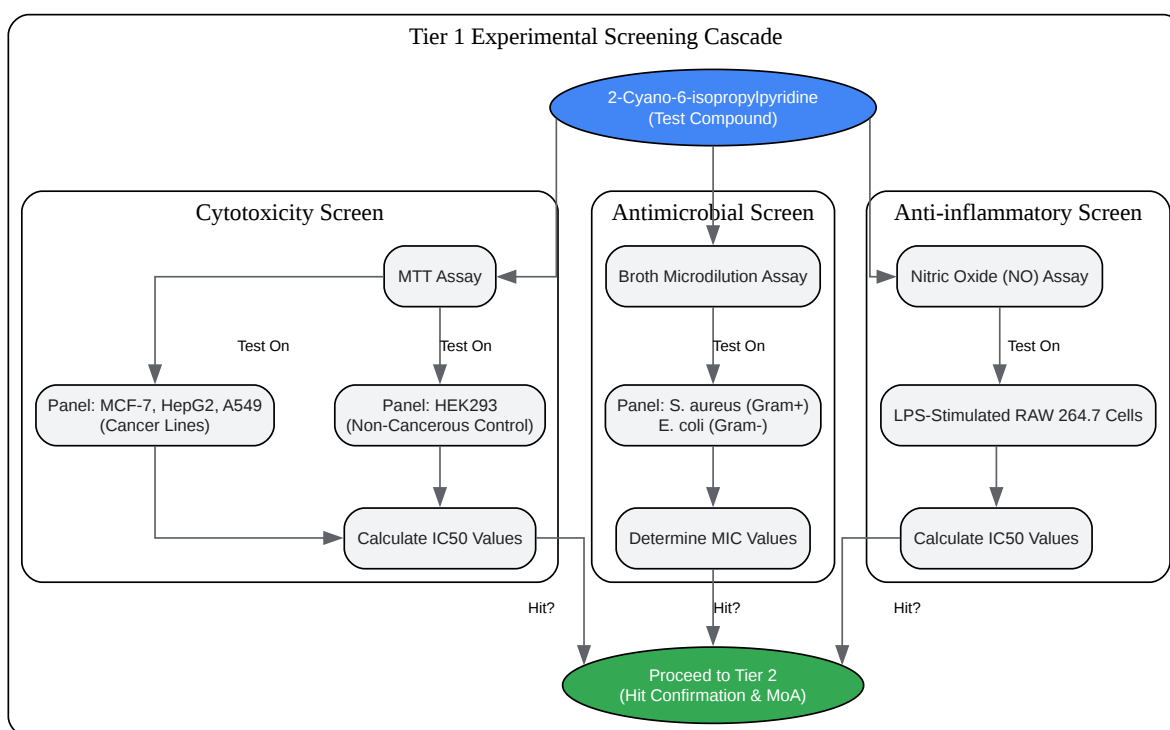 Tier 1 Experimental Screening Cascade
2-Cyano-6-isopropylpyridine
(Test Compound)
Cytotoxicity Screen
Antimicrobial Screen
Anti-inflammatory Screen
MTT Assay
Broth Microdilution Assay
Nitric Oxide (NO) Assay
Test On
Test On
Test On
Test On
Panel: MCF-7, HepG2, A549
(Cancer Lines)
Panel: HEK293
(Non-Cancerous Control)
Panel: S. aureus (Gram+)
E. coli (Gram-)
LPS-Stimulated RAW 264.7 Cells
Calculate IC50 Values
Determine MIC Values
Calculate IC50 Values
Hit?
Hit?
Hit?
Proceed to Tier 2
(Hit Confirmation & MoA)